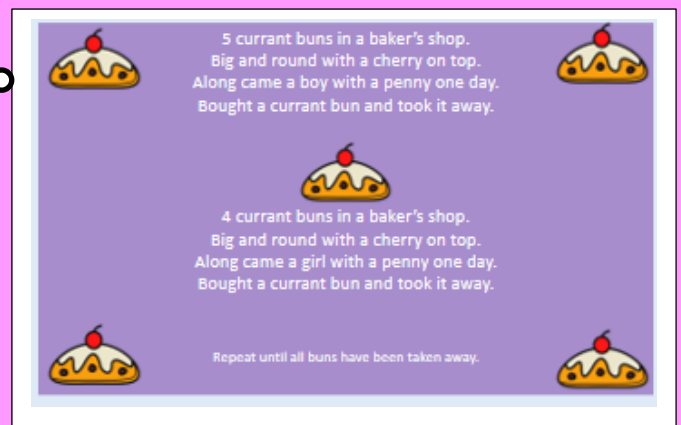 5 currant buns in a baker’s shop.
Big and round with a cherry on top.
Along came a boy with a penny one day.
Bought a currant bun and took it away.
4 currant buns in a baker’s shop.
Big and round with a cherry on top.
Along came a girl with a penny one day.
Bought a currant bun and took it away.
Repeat until all buns have been taken away.